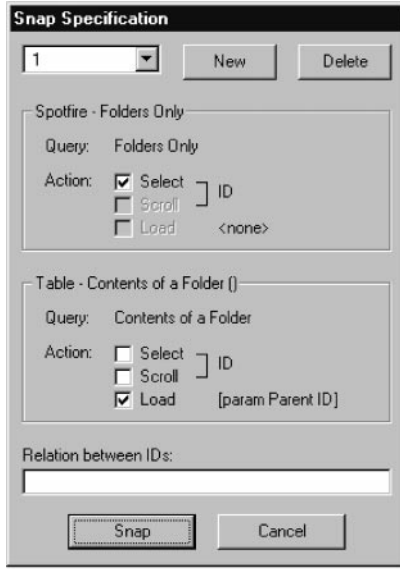 Snap Specification
1 New Delete
Spotfire - Folders Only
Query: Folders Only
Action: Select ID
Scroll
Load <none>
Table - Contents of a Folder ()
Query: Contents of a Folder
Action: Select ID
Scroll
Load [param Parent ID]
Relation between IDs:
Snap Cancel